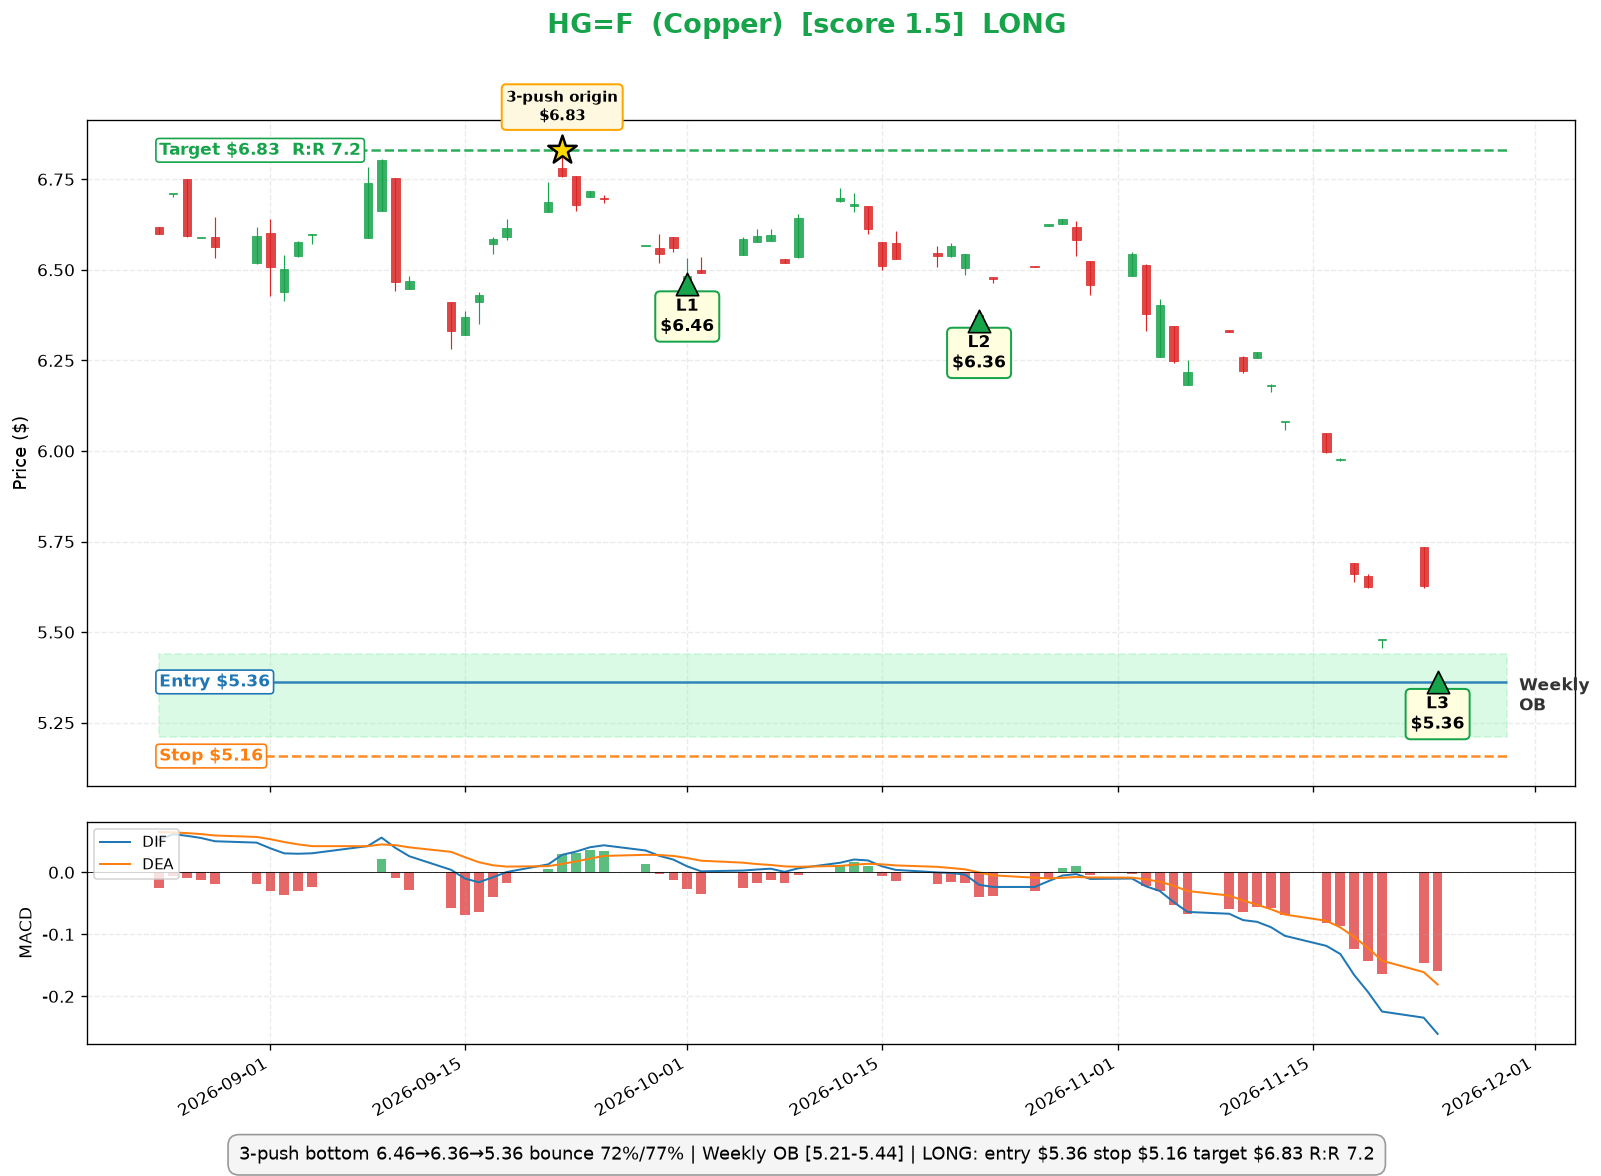 HG=F  (Copper)  [score 1.5]  LONG
3-push origin
$6.83
Target $6.83  R:R 7.2
6.75
6.50
6.25
6.00
5.75
5.50
5.25
Price ($)
L1
$6.46
L2
$6.36
Entry $5.36
Weekly
OB
L3
$5.36
Stop $5.16
DIF
DEA
0.0
-0.1
-0.2
MACD
2026-09-01
2026-09-15
2026-10-01
2026-10-15
2026-11-01
2026-11-15
2026-12-01
3-push bottom 6.46→6.36→5.36 bounce 72%/77% | Weekly OB [5.21-5.44] | LONG: entry $5.36 stop $5.16 target $6.83 R:R 7.2